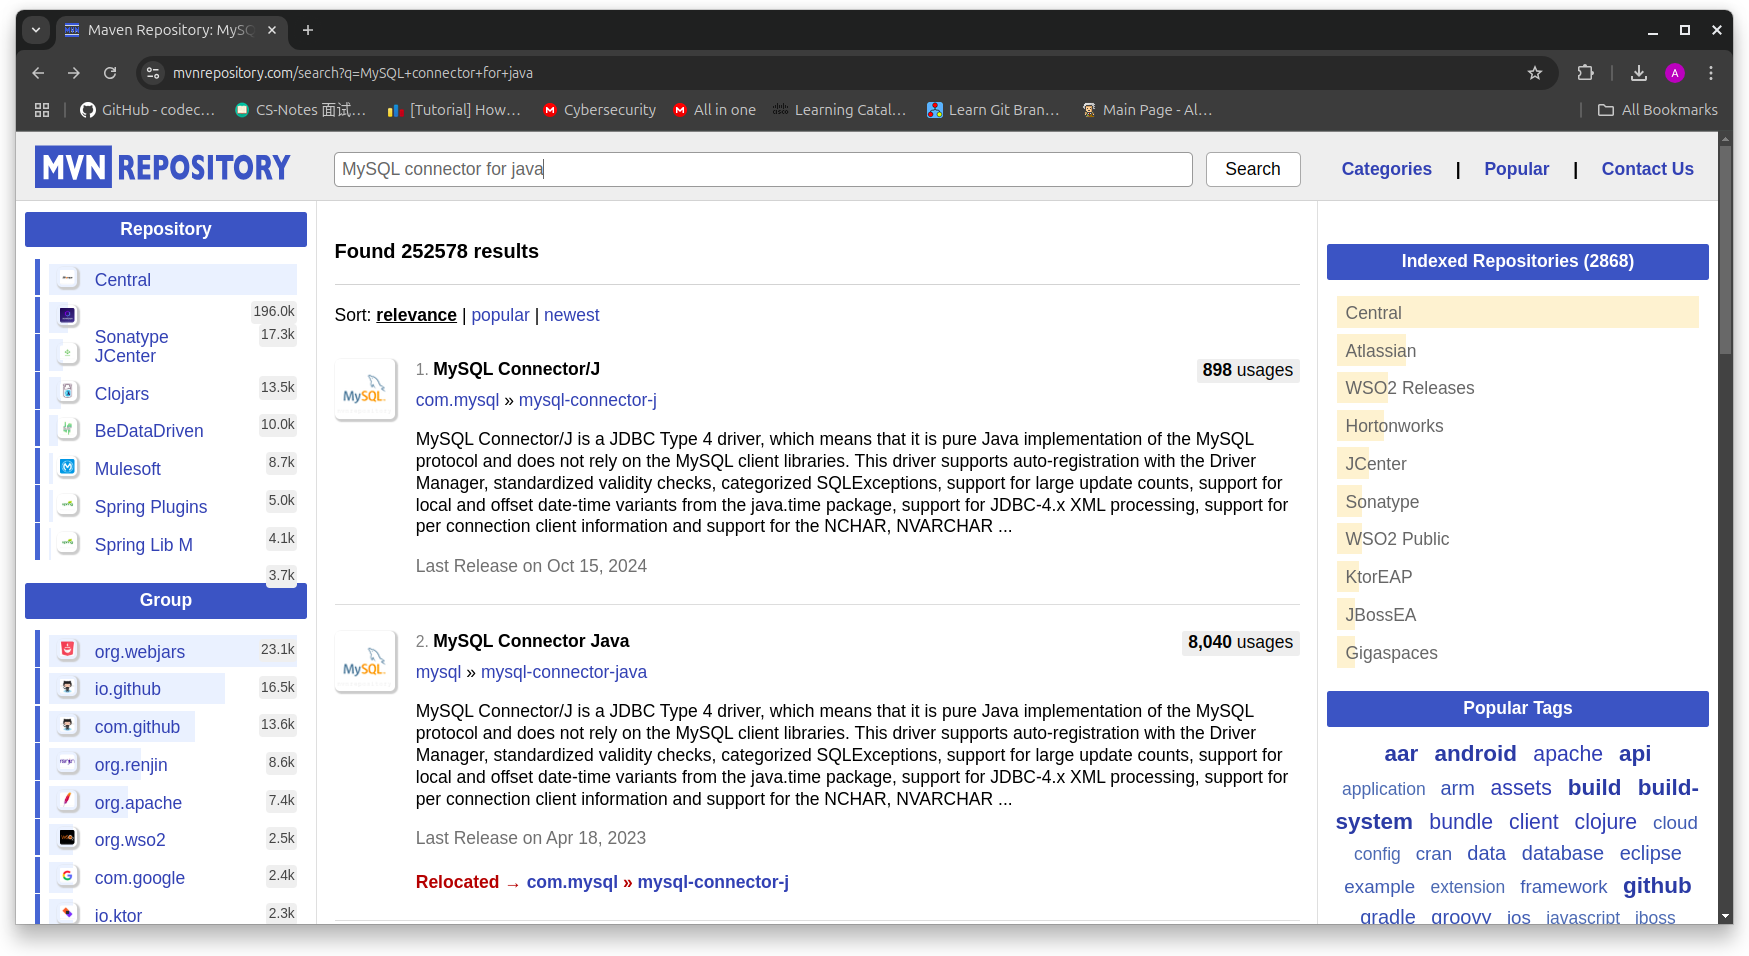 Maven Repository: MySQ
mvnrepository.com/search?q=MySQL+connector+for+java
A
GitHub - codec...
CS-Notes 面试...
[Tutorial] How...
Cybersecurity
All in one
Learning Catal...
Learn Git Bran...
Main Page - Al...
All Bookmarks
MVN REPOSITORY
MySQL connector for java
Search
Categories | Popular | Contact Us
Repository
Central
196.0k
Sonatype
17.3k
JCenter
13.5k
Clojars
10.0k
BeDataDriven
8.7k
Mulesoft
5.0k
Spring Plugins
4.1k
Spring Lib M
3.7k
Group
org.webjars 23.1k
io.github 16.5k
com.github 13.6k
org.renjin 8.6k
org.apache 7.4k
org.wso2 2.5k
com.google 2.4k
io.ktor 2.3k
Found 252578 results
Sort: relevance | popular | newest
MySQL
1. MySQL Connector/J
898 usages
com.mysql » mysql-connector-j
MySQL Connector/J is a JDBC Type 4 driver, which means that it is pure Java implementation of the MySQL
protocol and does not rely on the MySQL client libraries. This driver supports auto-registration with the Driver
Manager, standardized validity checks, categorized SQLExceptions, support for large update counts, support for
local and offset date-time variants from the java.time package, support for JDBC-4.x XML processing, support for
per connection client information and support for the NCHAR, NVARCHAR ...
Last Release on Oct 15, 2024
MySQL
2. MySQL Connector Java
8,040 usages
mysql » mysql-connector-java
MySQL Connector/J is a JDBC Type 4 driver, which means that it is pure Java implementation of the MySQL
protocol and does not rely on the MySQL client libraries. This driver supports auto-registration with the Driver
Manager, standardized validity checks, categorized SQLExceptions, support for large update counts, support for
local and offset date-time variants from the java.time package, support for JDBC-4.x XML processing, support for
per connection client information and support for the NCHAR, NVARCHAR ...
Last Release on Apr 18, 2023
Relocated → com.mysql » mysql-connector-j
Indexed Repositories (2868)
Central
Atlassian
WSO2 Releases
Hortonworks
JCenter
Sonatype
WSO2 Public
KtorEAP
JBossEA
Gigaspaces
Popular Tags
aar android apache api
application arm assets build build-
system bundle client clojure cloud
config cran data database eclipse
example extension framework github
gradle groovy ios javascript jboss